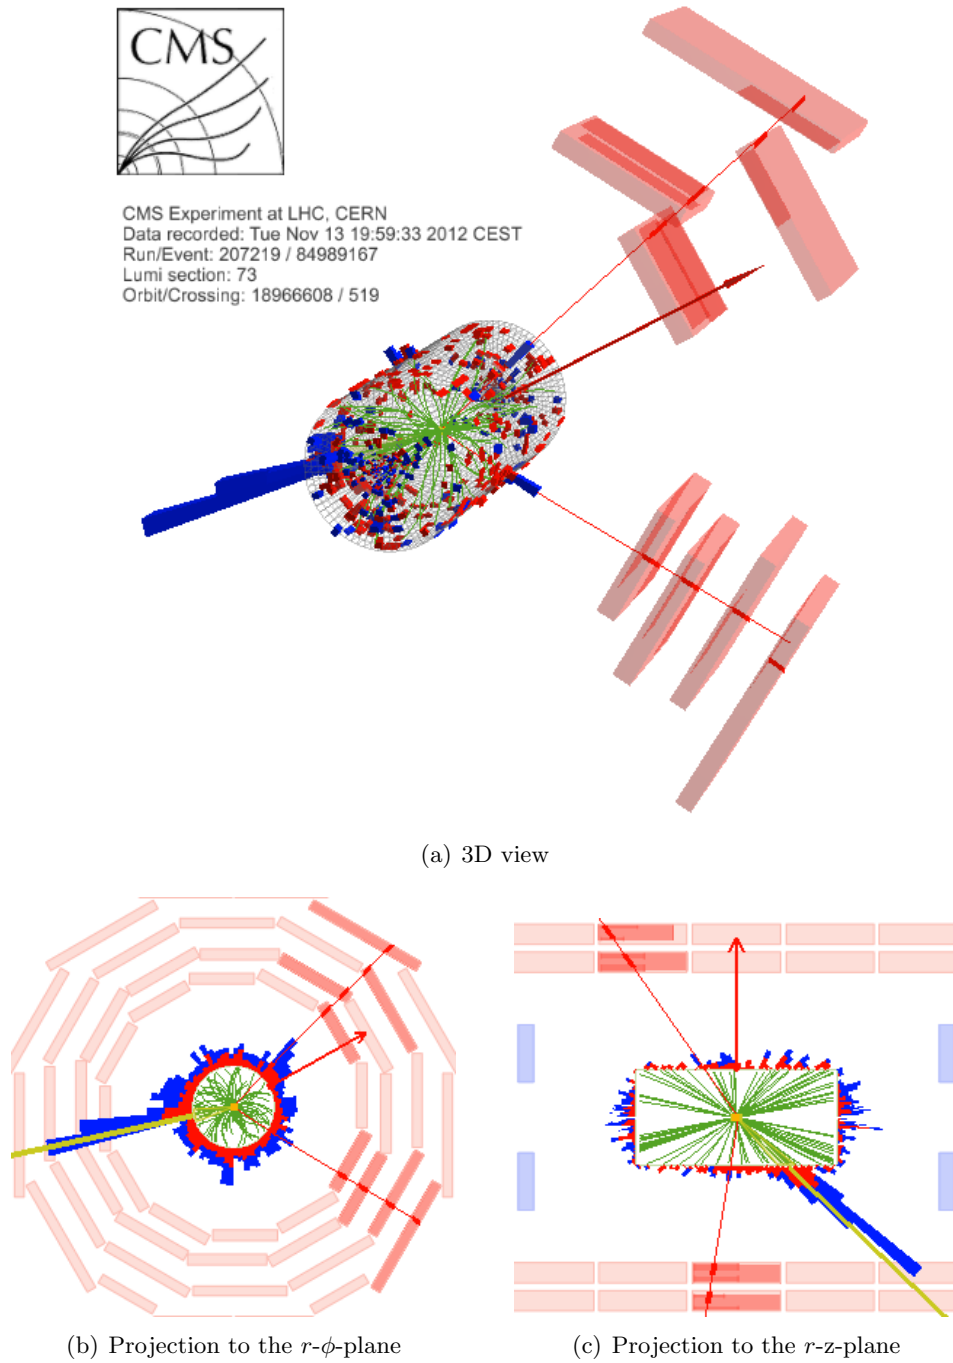 CMS
CMS Experiment at LHC, CERN
Data recorded: Tue Nov 13 19:59:33 2012 CEST
Run/Event: 207219 / 84989167
Lumi section: 73
Orbit/Crossing: 18966608 / 519
(a) 3D view
(b) Projection to the r-ϕ-plane
(c) Projection to the r-z-plane